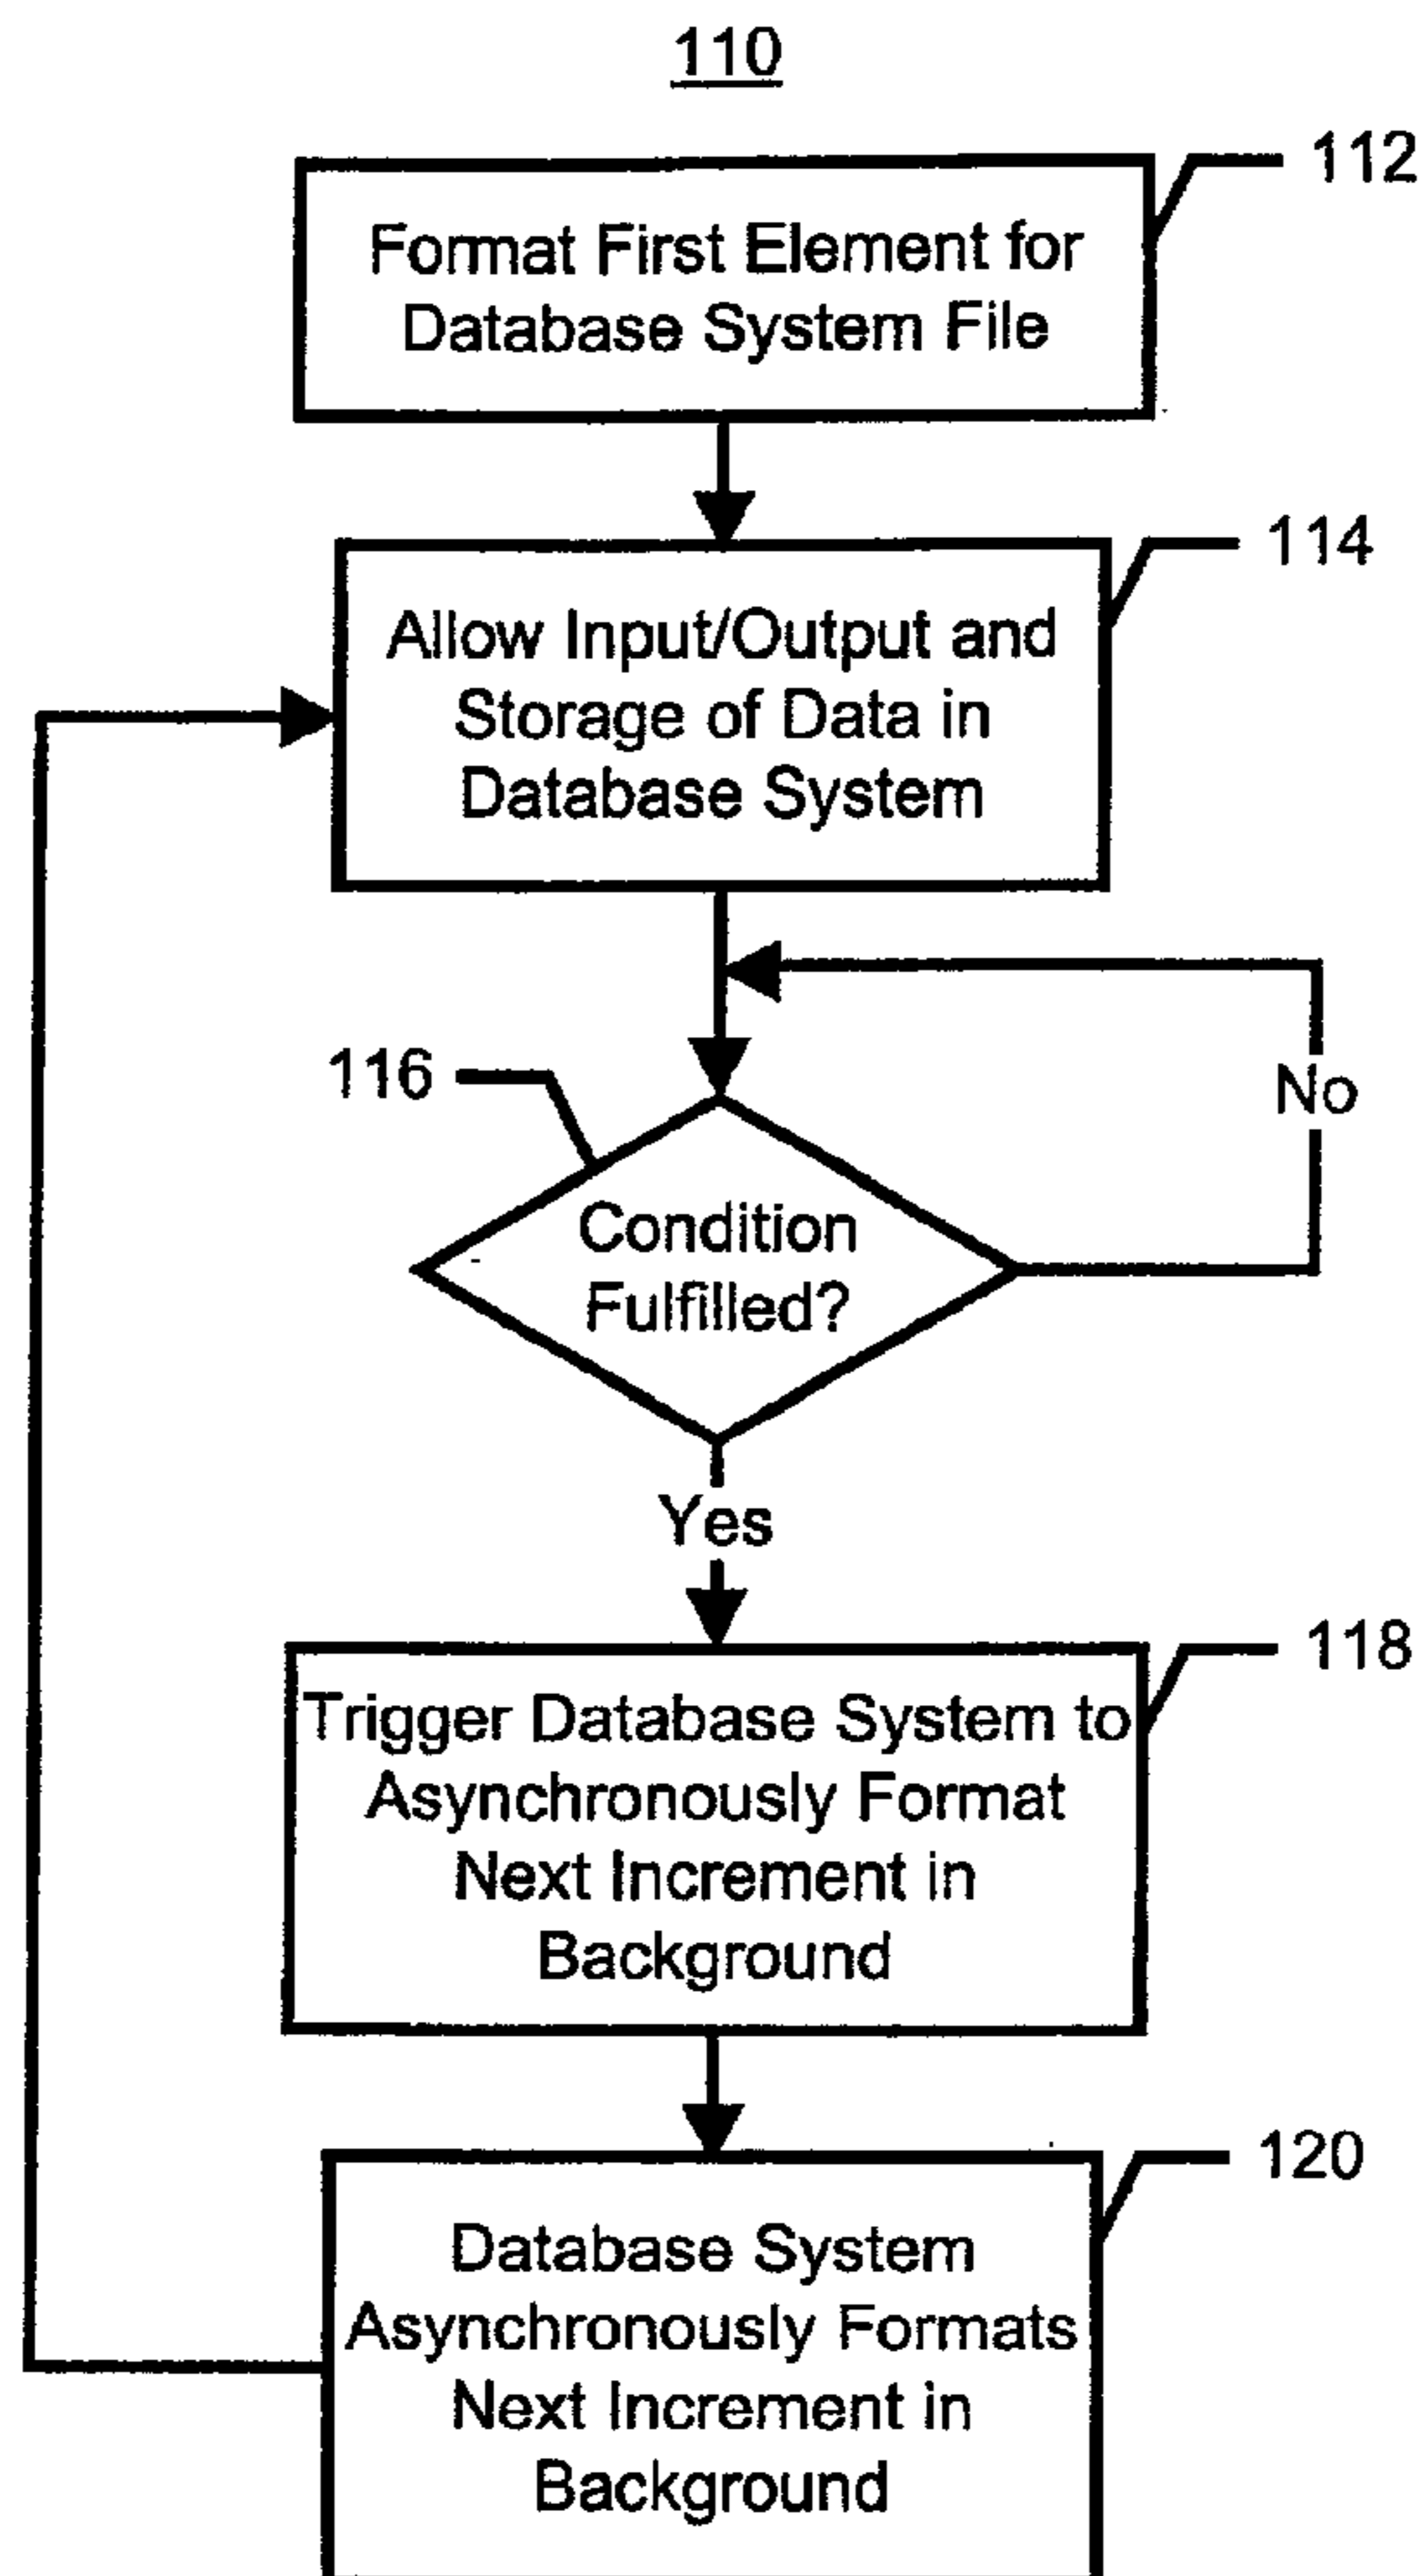 110
112
Format First Element for
Database System File
114
Allow Input/Output and
Storage of Data in
Database System
116
No
Condition
Fulfilled?
Yes
118
Trigger Database System to
Asynchronously Format
Next Increment in
Background
120
Database System
Asynchronously Formats
Next Increment in
Background